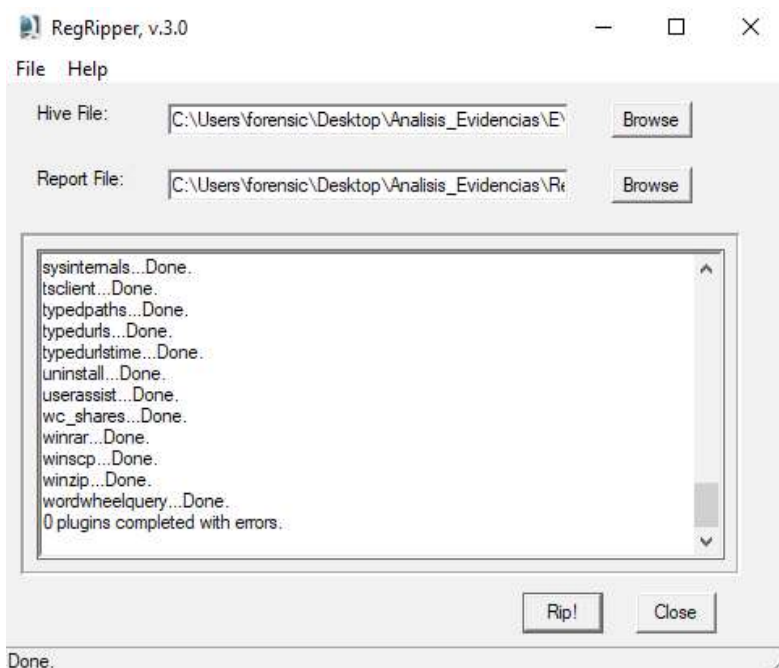 RegRipper, v.3.0
File Help
Hive File: C:\Users\forensic\Desktop\Analisis_Evidencias\E\ Browse
Report File: C:\Users\forensic\Desktop\Analisis_Evidencias\Re Browse
sysinternals...Done.
tsclient...Done.
typedpaths...Done.
typedurls...Done.
typedurlstime...Done.
uninstall...Done.
userassist...Done.
wc_shares...Done.
winrar...Done.
winscp...Done.
winzip...Done.
wordwheelquery...Done.
0 plugins completed with errors.
Rip! Close
Done.